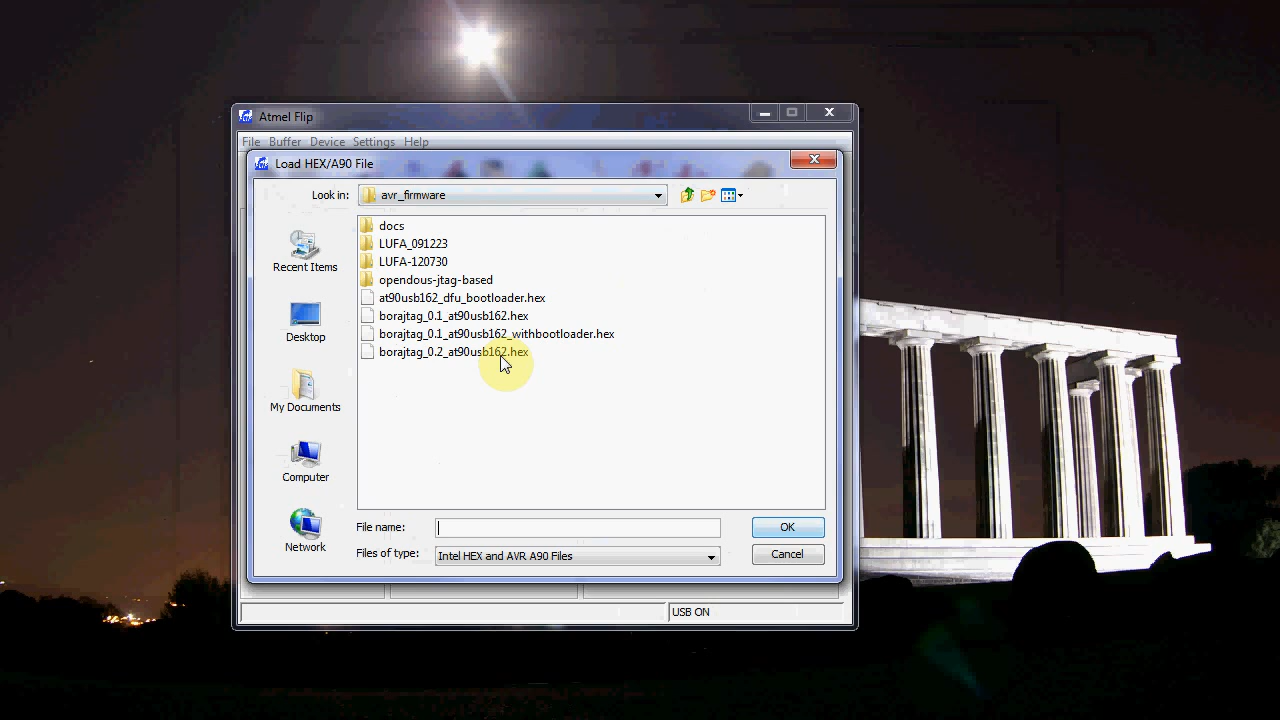 Atmel Flip
File Buffer Device Settings Help
Load HEX/A90 File
Look in: avr_firmware
docs
LUFA_091223
LUFA-120730
opendous-jtag-based
at90usb162_dfu_bootloader.hex
borajtag_0.1_at90usb162.hex
borajtag_0.1_at90usb162_withbootloader.hex
borajtag_0.2_at90usb162.hex
Recent Items
Desktop
My Documents
Computer
Network
File name: OK
Files of type: Intel HEX and AVR A90 Files Cancel
USB ON